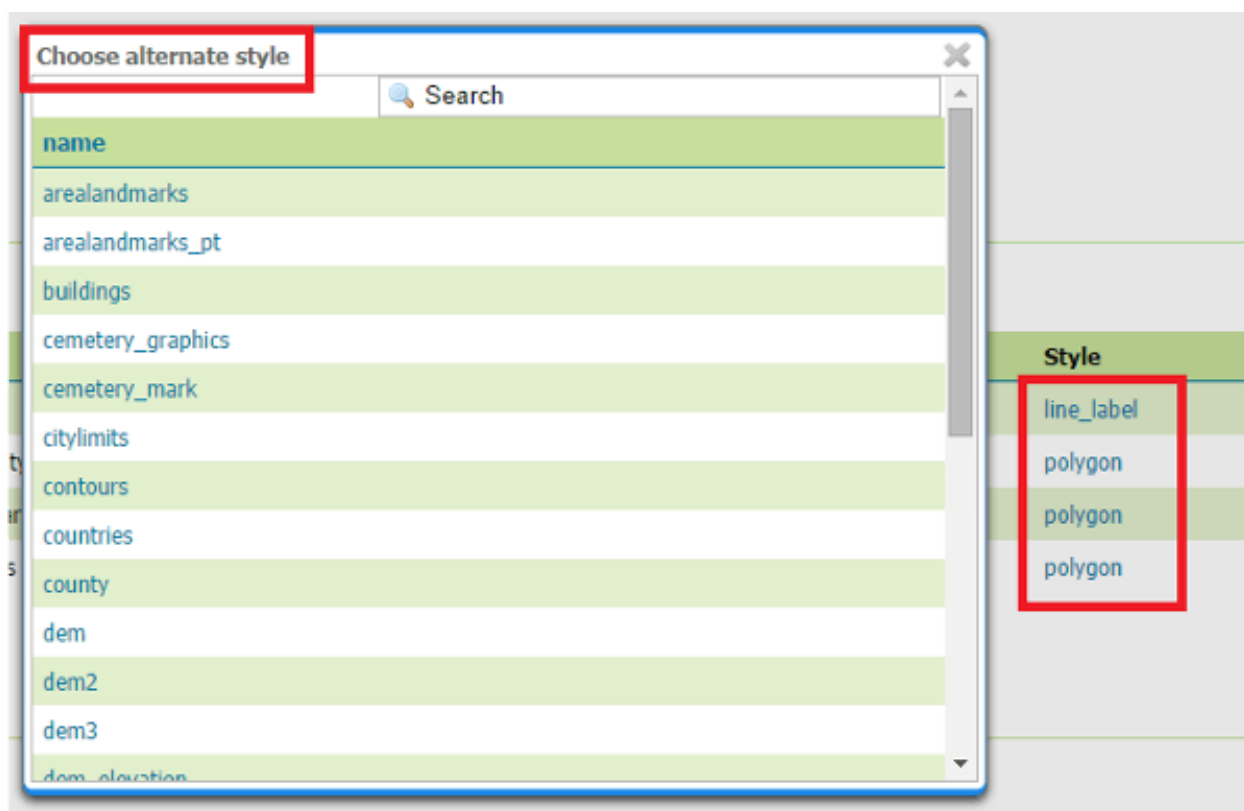 Choose alternate style
Search
name
arealandmarks
arealandmarks_pt
buildings
cemetery_graphics
cemetery_mark
citylimits
contours
countries
county
dem
dem2
dem3
dem_elevation
Style
line_label
polygon
polygon
polygon